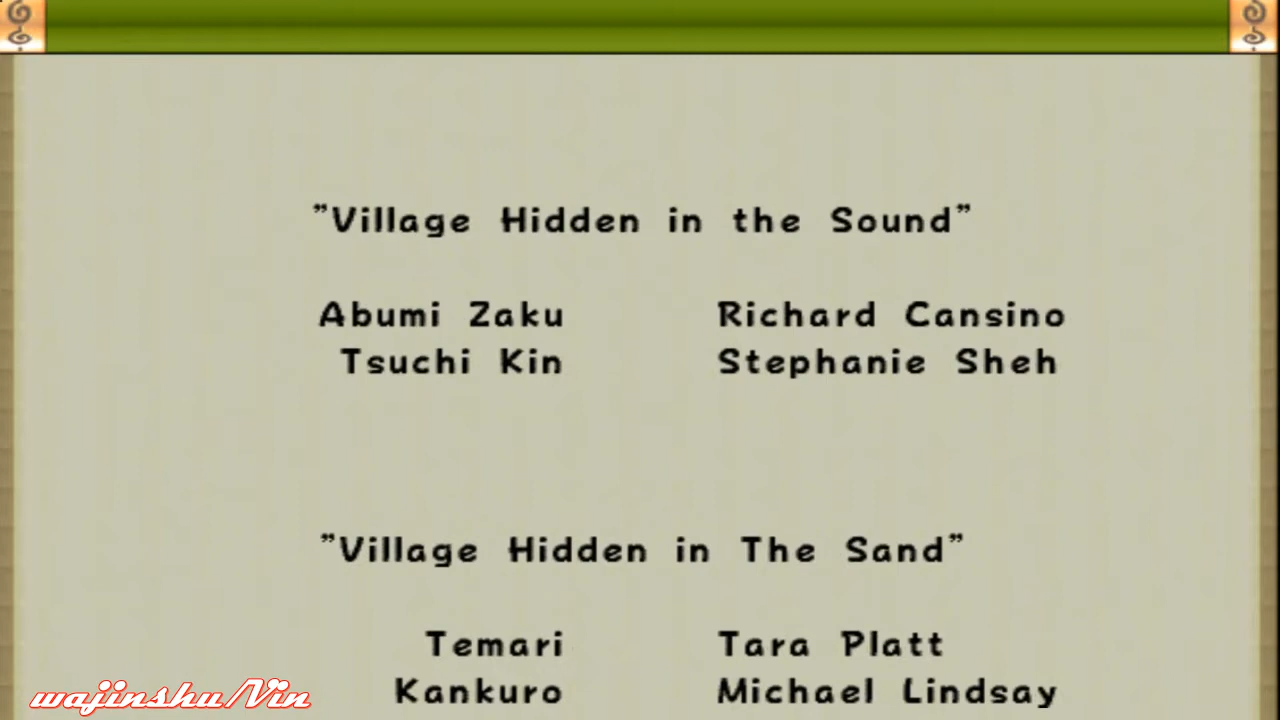 "Village Hidden in the Sound"
Abumi Zaku Richard Cansino
Tsuchi Kin Stephanie Sheh
"Village Hidden in The Sand"
Temari Tara Platt
Kankuro Michael Lindsay
wajinshu/Vin